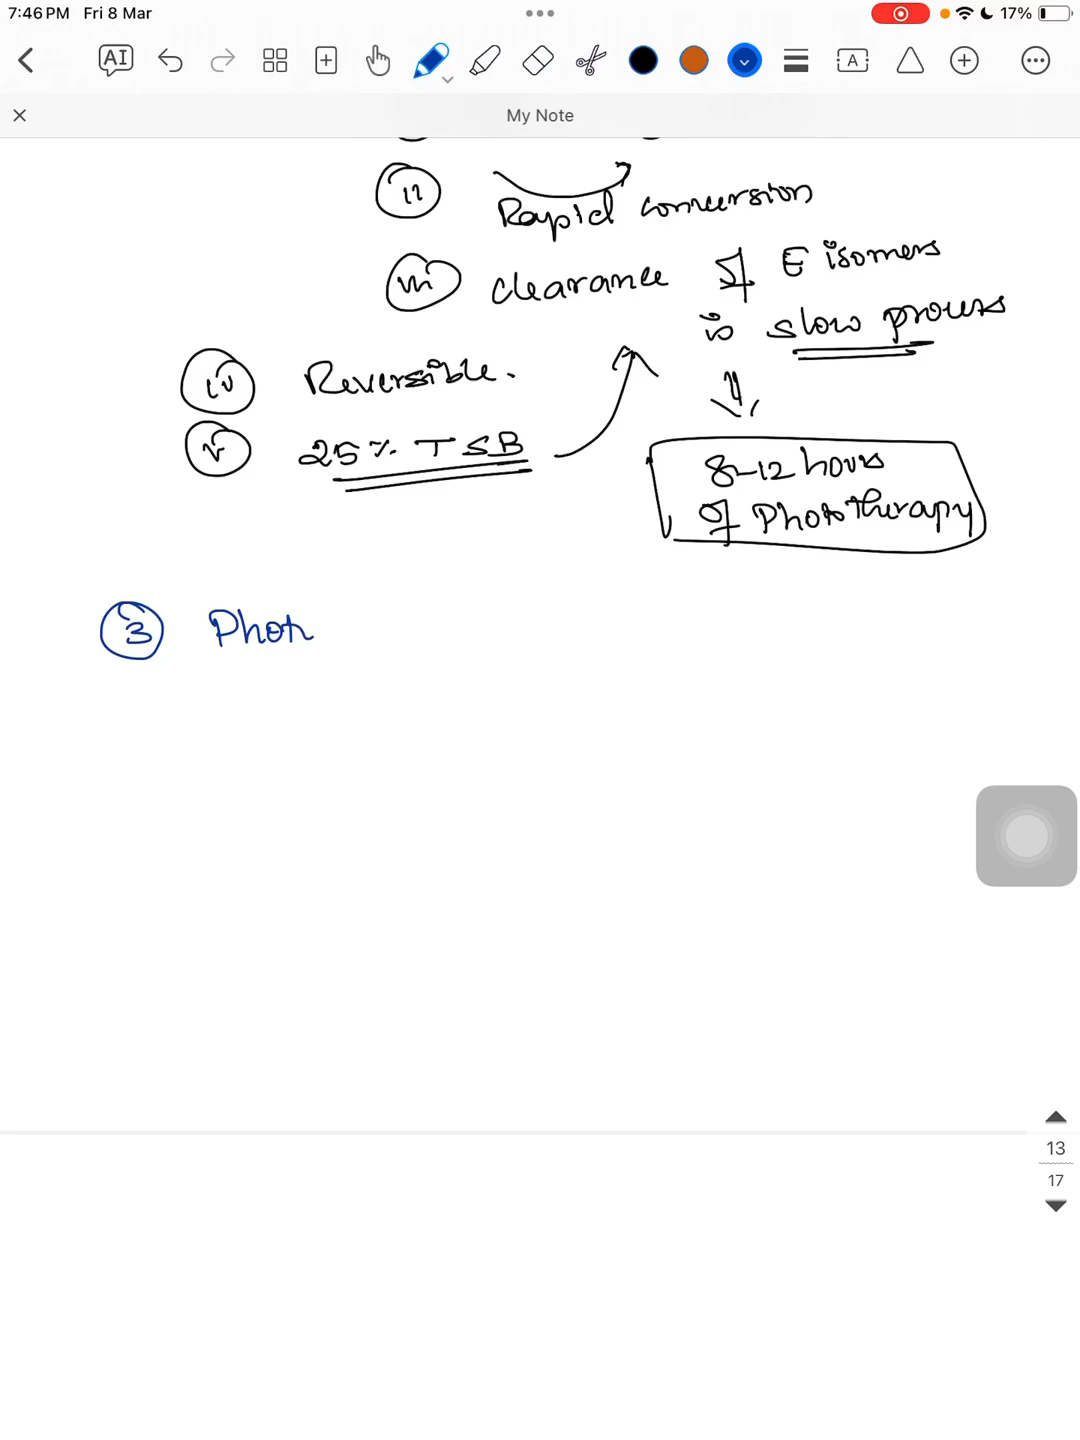 7:46 PM Fri 8 Mar
17%
AI
A
My Note
ii Rapid conversion
iii clearance of E isomers
is slow process
iv Reversible.
v 25% TSB
8-12 hours
of Phototherapy
3 Phot
13
17